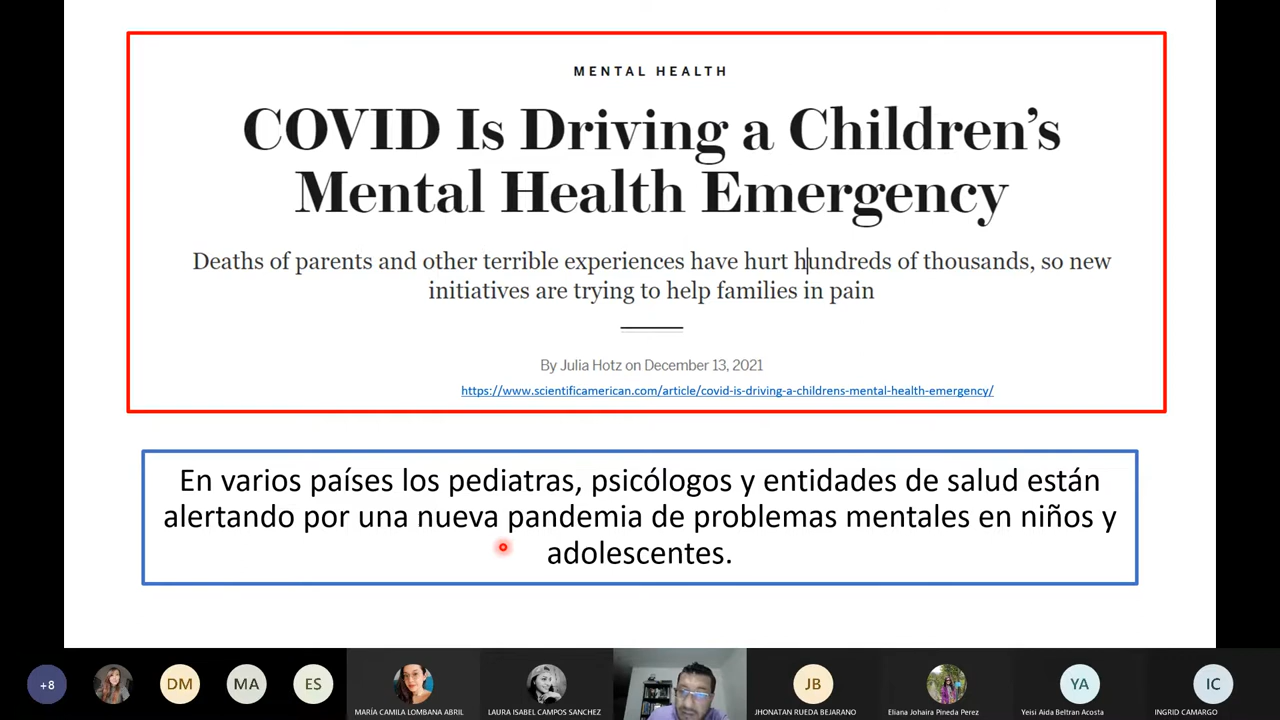 MENTAL HEALTH
COVID Is Driving a Children's
Mental Health Emergency
Deaths of parents and other terrible experiences have hurt hundreds of thousands, so new
initiatives are trying to help families in pain
By Julia Hotz on December 13, 2021
https://www.scientificamerican.com/article/covid-is-driving-a-childrens-mental-health-emergency/
En varios países los pediatras, psicólogos y entidades de salud están
alertando por una nueva pandemia de problemas mentales en niños y
adolescentes.
+8 DM MA ES JB YA IC
MARÍA CAMILA LOMBANA ABRIL LAURA ISABEL CAMPOS SANCHEZ JHONATAN RUEDA BEJARANO Eliana Johaira Pineda Perez Yeisi Aida Beltran Acosta INGRID CAMARGO